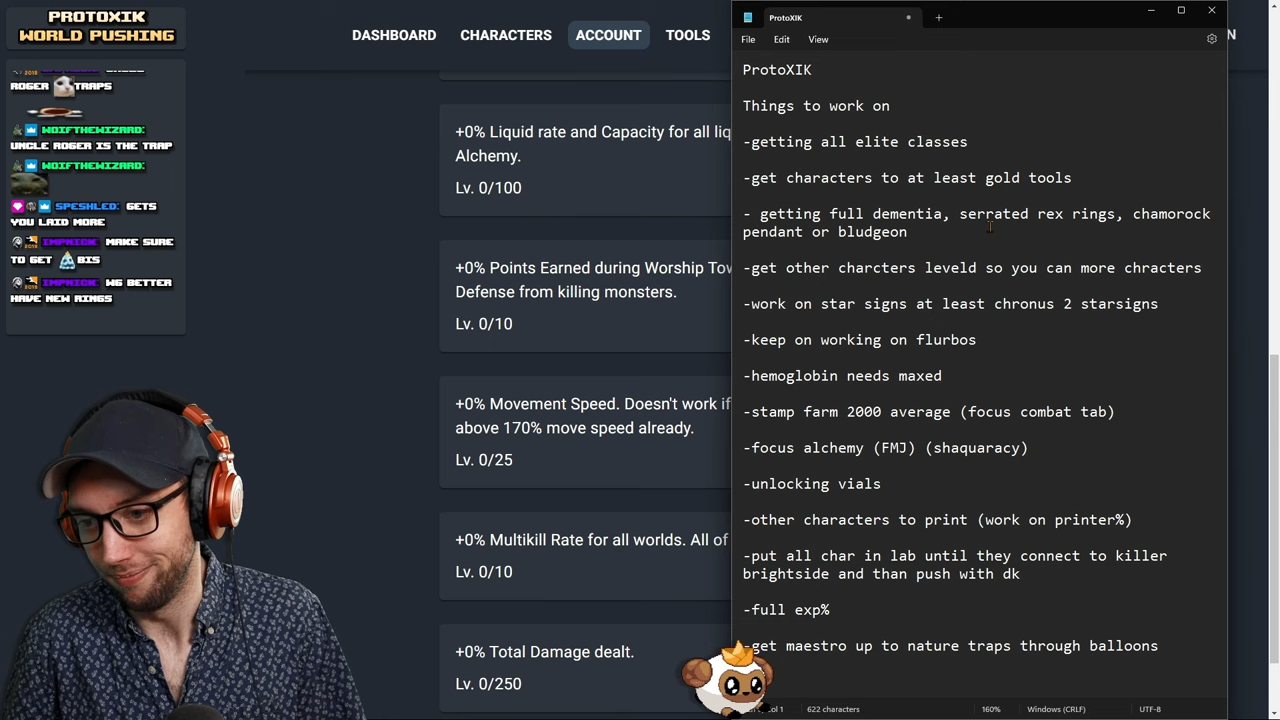 PROTOXIK
WORLD PUSHING
ROGER TRAPS
WOIFTHEWIZARD:
UNCLE ROGER IS THE TRAP
WOIFTHEWIZARD:
SPESHLED: GETS
YOU LAID MORE
IMPNICK: MAKE SURE
TO GET BIS
IMPNICK: W6 BETTER
HAVE NEW RINGS
DASHBOARD CHARACTERS ACCOUNT TOOLS
+0% Liquid rate and Capacity for all liq
Alchemy.
Lv. 0/100
+0% Points Earned during Worship Tow
Defense from killing monsters.
Lv. 0/10
+0% Movement Speed. Doesn't work if
above 170% move speed already.
Lv. 0/25
+0% Multikill Rate for all worlds. All of
Lv. 0/10
+0% Total Damage dealt.
Lv. 0/250
ProtoXIK
File Edit View
ProtoXIK
Things to work on
-getting all elite classes
-get characters to at least gold tools
- getting full dementia, serrated rex rings, chamorock
pendant or bludgeon
-get other charcters leveld so you can more chracters
-work on star signs at least chronus 2 starsigns
-keep on working on flurbos
-hemoglobin needs maxed
-stamp farm 2000 average (focus combat tab)
-focus alchemy (FMJ) (shaquaracy)
-unlocking vials
-other characters to print (work on printer%)
-put all char in lab until they connect to killer
brightside and than push with dk
-full exp%
-get maestro up to nature traps through balloons
ol 1 622 characters 160% Windows (CRLF) UTF-8